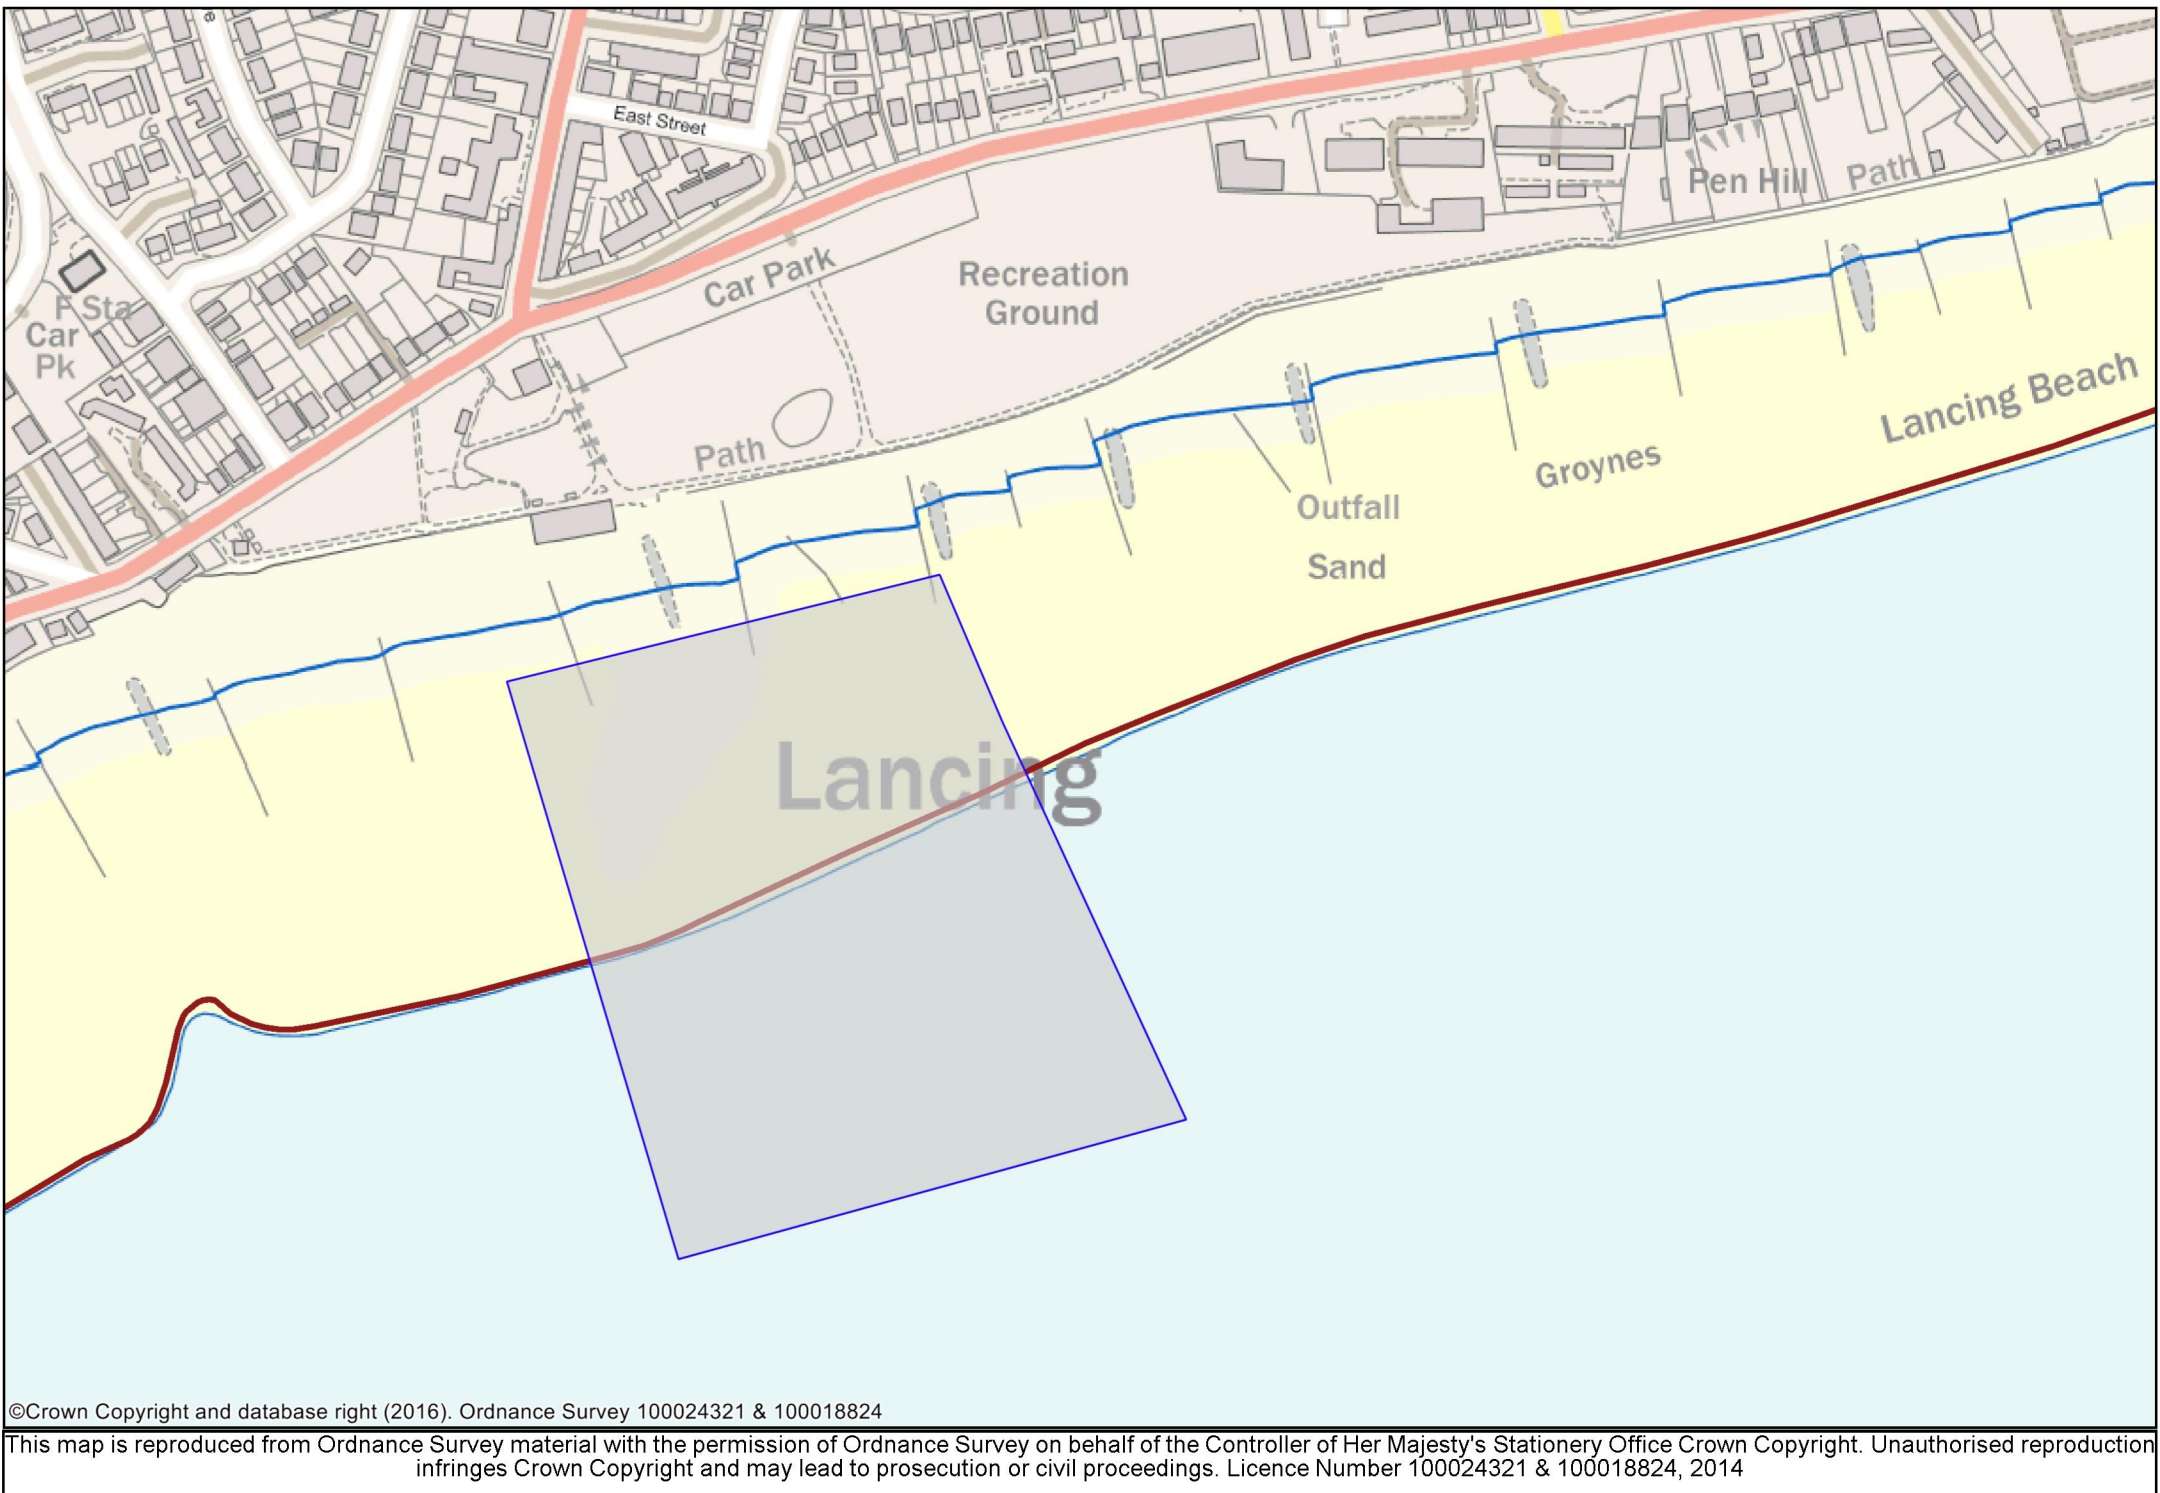 East Street
Pen Hill
Path
F Sta
Car
Pk
Car Park
Recreation
Ground
Path
Lancing Beach
Groynes
Outfall
Sand
Lancing
©Crown Copyright and database right (2016). Ordnance Survey 100024321 & 100018824
This map is reproduced from Ordnance Survey material with the permission of Ordnance Survey on behalf of the Controller of Her Majesty's Stationery Office Crown Copyright. Unauthorised reproduction
infringes Crown Copyright and may lead to prosecution or civil proceedings. Licence Number 100024321 & 100018824, 2014